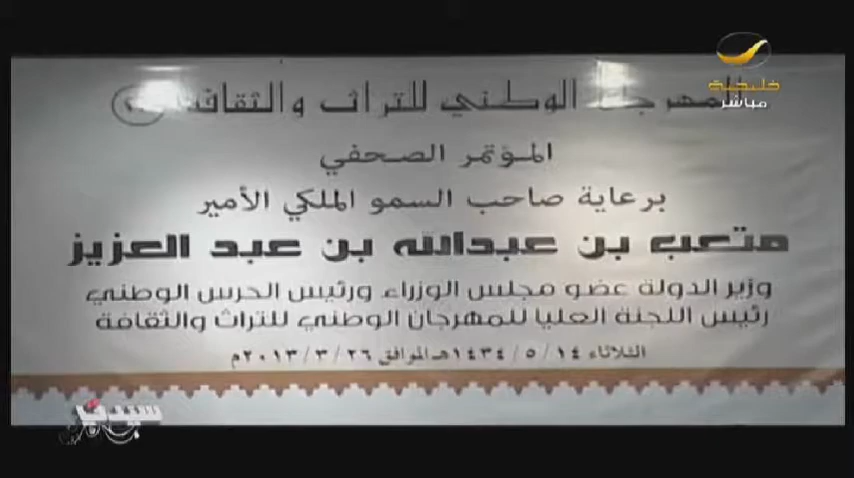 المهرجان الوطني للتراث والثقافة
المؤتمر الصحفي
برعاية صاحب السمو الملكي الأمير
متعب بن عبدالله بن عبد العزيز
وزير الدولة عضو مجلس الوزراء ورئيس الحرس الوطني
رئيس اللجنة العليا للمهرجان الوطني للتراث والثقافة
الثلاثاء ١٤ / ٥ / ١٤٣٤هـ الموافق ٢٦ / ٣ / ٢٠١٣م
خليجية
مباشر